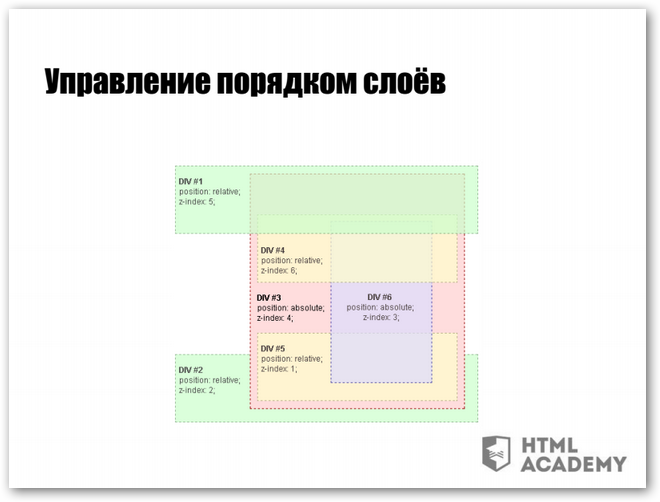 Управление порядком слоёв
DIV #1
position: relative;
z-index: 5;
DIV #4
position: relative;
z-index: 6;
DIV #3
position: absolute;
z-index: 4;
DIV #6
position: absolute;
z-index: 3;
DIV #5
position: relative;
z-index: 1;
DIV #2
position: relative;
z-index: 2;
HTML
ACADEMY